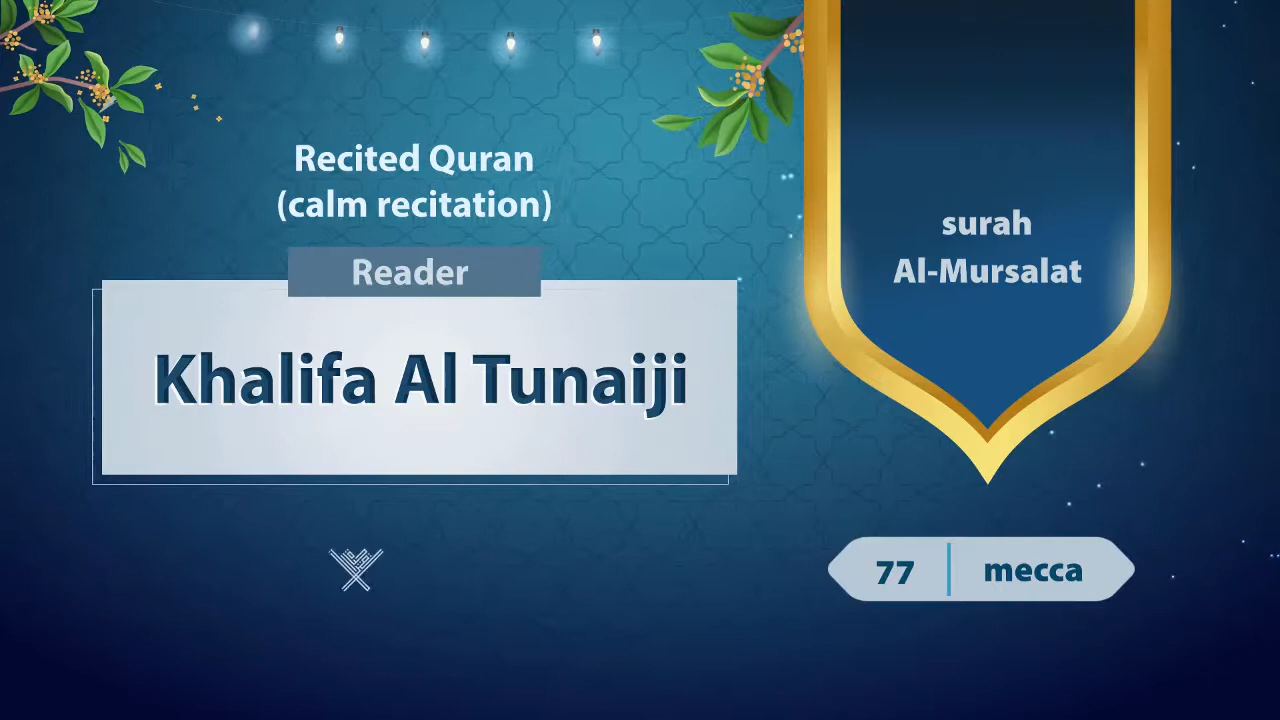 Recited Quran
(calm recitation)
Reader
Khalifa Al Tunaiji
surah
Al-Mursalat
77
mecca